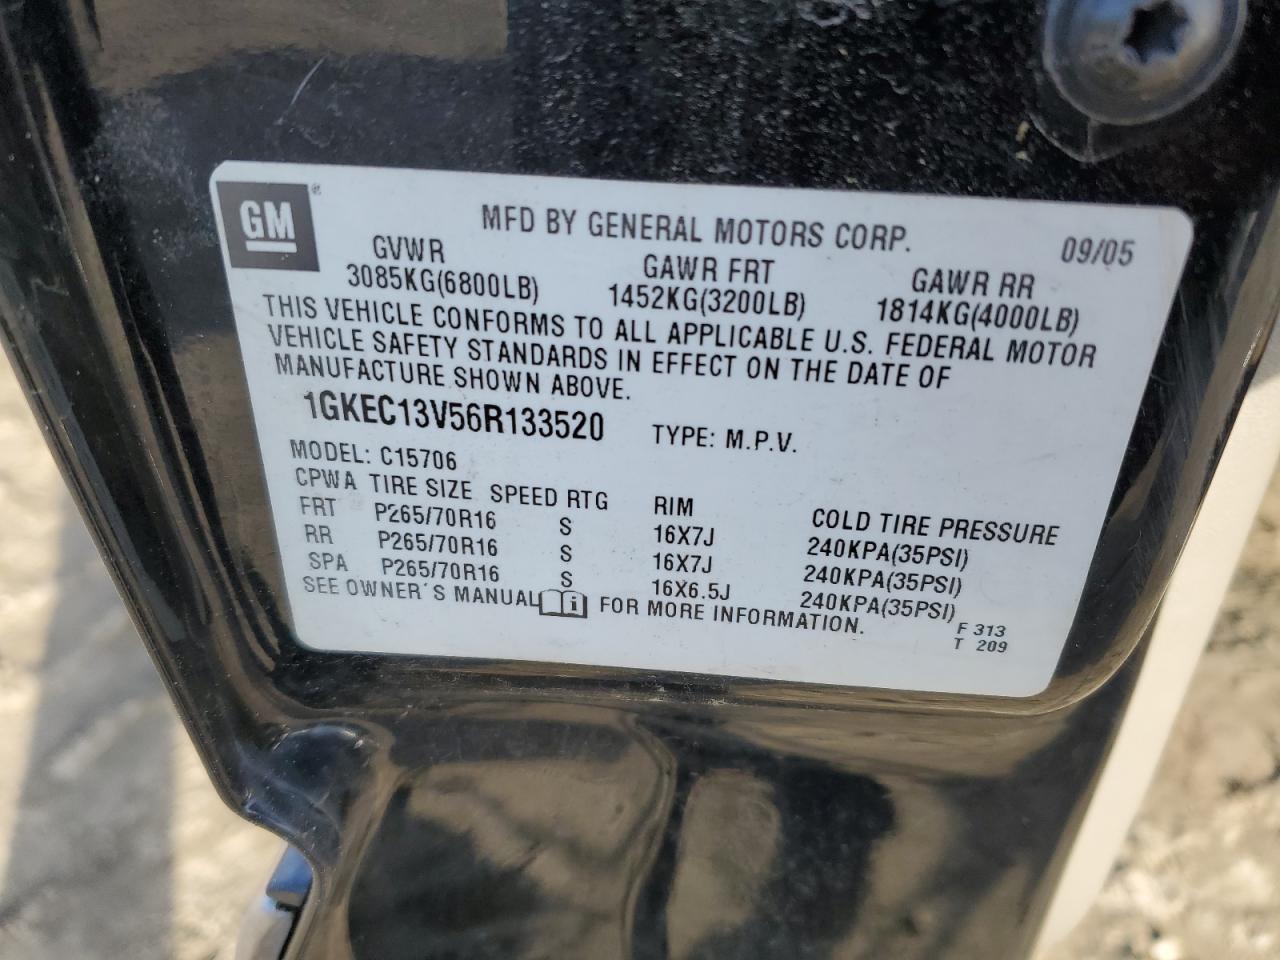 GM ®
MFD BY GENERAL MOTORS CORP. 09/05
GVWR GAWR FRT GAWR RR
3085KG(6800LB) 1452KG(3200LB) 1814KG(4000LB)
THIS VEHICLE CONFORMS TO ALL APPLICABLE U.S. FEDERAL MOTOR
VEHICLE SAFETY STANDARDS IN EFFECT ON THE DATE OF
MANUFACTURE SHOWN ABOVE.
1GKEC13V56R133520 TYPE: M.P.V.
MODEL: C15706
CPWA TIRE SIZE SPEED RTG RIM COLD TIRE PRESSURE
FRT P265/70R16 S 16X7J 240KPA(35PSI)
RR P265/70R16 S 16X7J 240KPA(35PSI)
SPA P265/70R16 S 16X6.5J 240KPA(35PSI)
SEE OWNER'S MANUAL i FOR MORE INFORMATION.
F 313
T 209